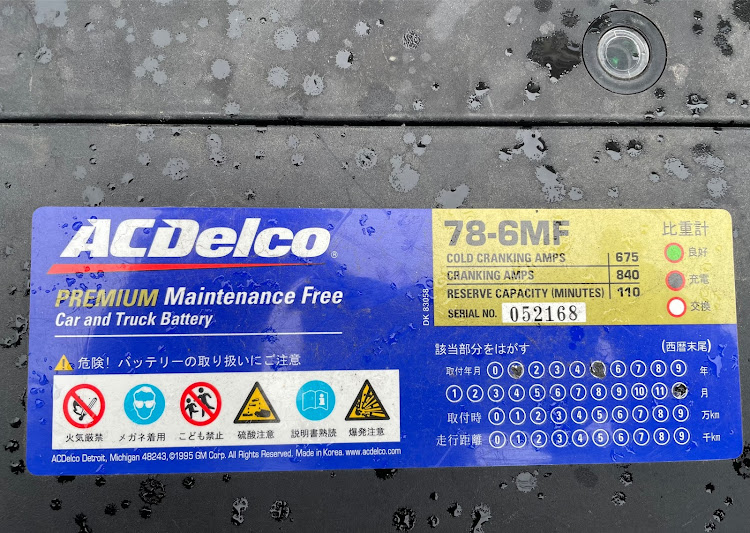 ACDelco®
PREMIUM Maintenance Free
Car and Truck Battery
危険! バッテリーの取り扱いにご注意
火気厳禁 メガネ着用 こども禁止 硫酸注意 説明書熟読 爆発注意
ACDelco Detroit, Michigan 48243, ©1995 GM Corp. All Rights Reserved. Made in Korea. www.acdelco.com
DK 83058
78-6MF
COLD CRANKING AMPS 675
CRANKING AMPS 840
RESERVE CAPACITY (MINUTES) 110
SERIAL NO. 052168
比重計
良好
充電
交換
該当部分をはがす (西暦末尾)
取付年月 0 2 3 4 6 7 8 9 年
1 2 3 4 5 6 7 8 9 10 11 月
取付時 0 1 2 3 4 5 6 7 8 9 万km
走行距離 0 1 2 3 4 5 6 7 8 9 千km